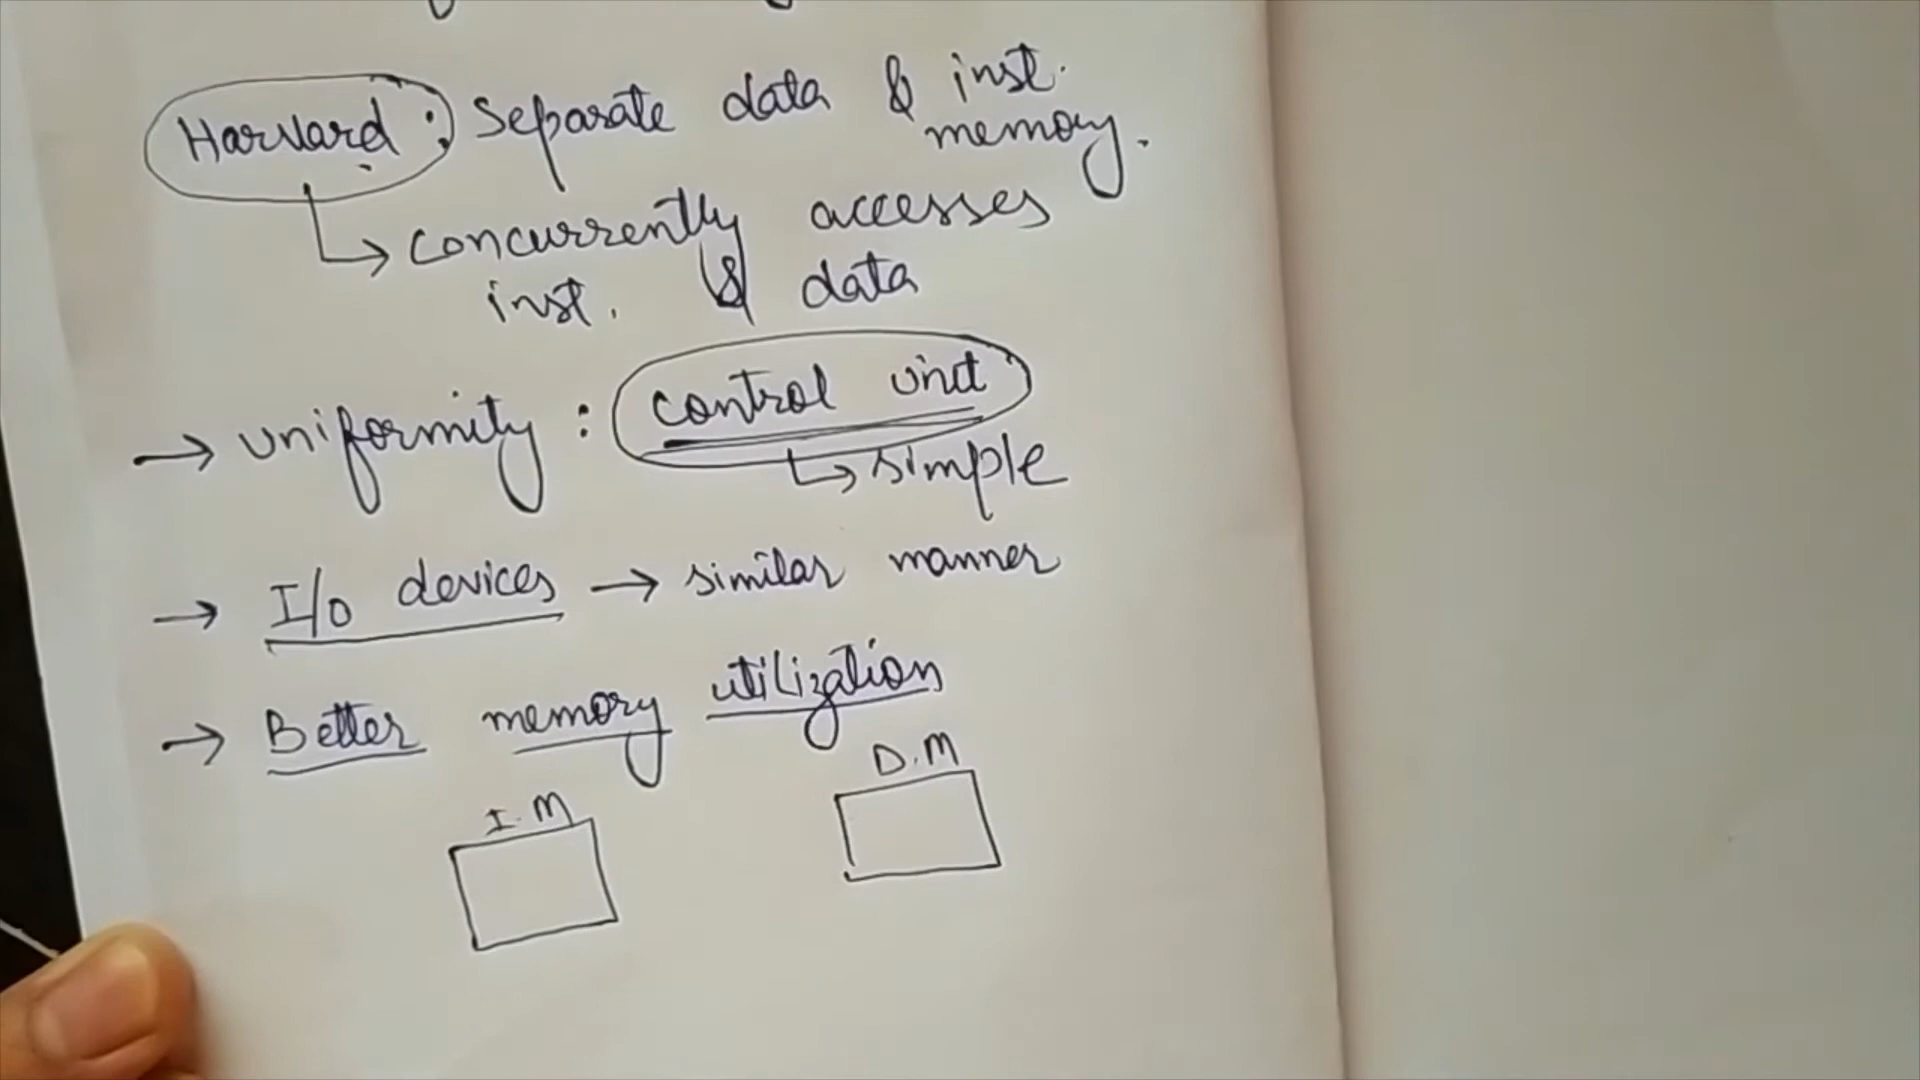 Harvard : Separate data & inst.
memory.
↳ concurrently accesses
inst. & data
→ uniformity : control unit
↳ simple
→ I/o devices → similar manner
→ Better memory utilization
I.M D.M